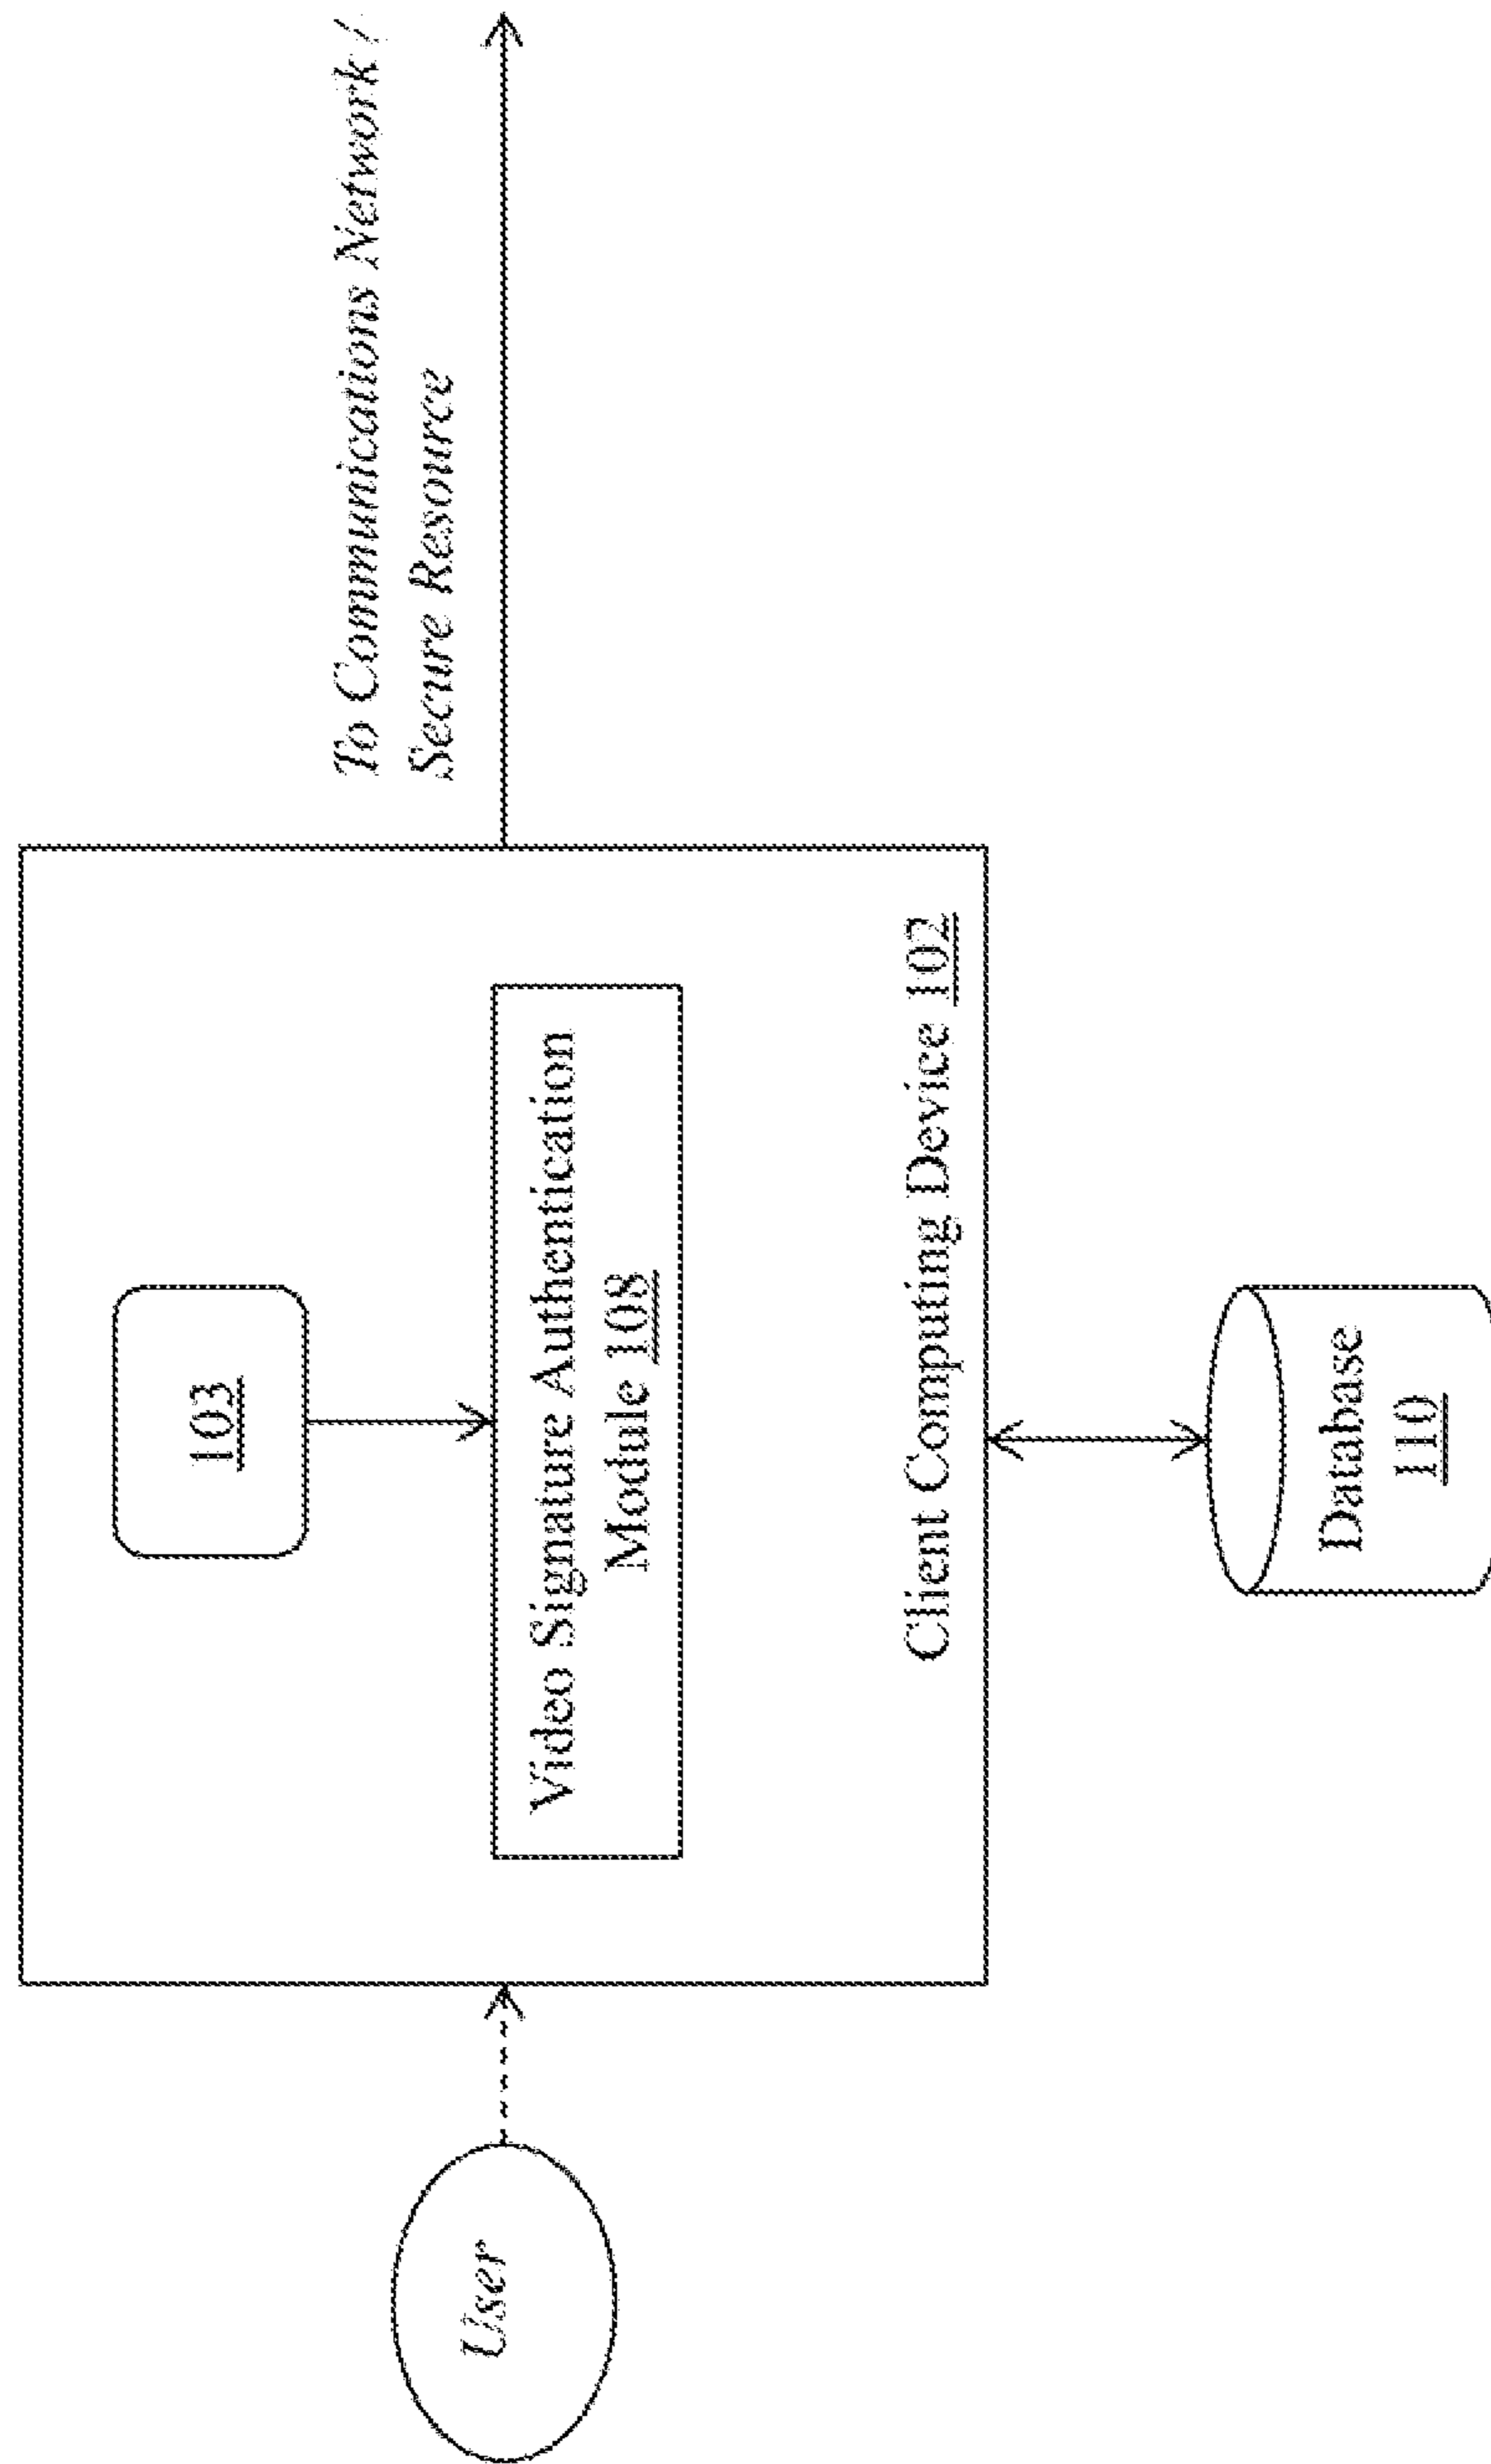 To Communications Network /
Secure Resource
103
Video Signature Authentication
Module 108
Client Computing Device 102
User
Database
110